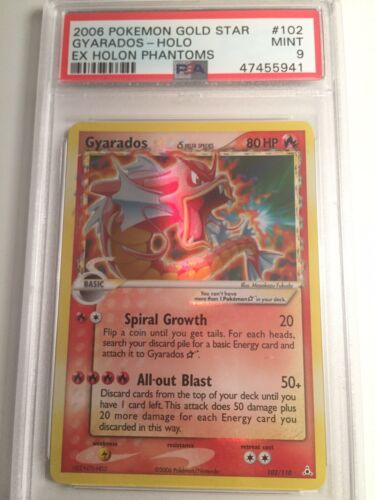 2006 POKEMON GOLD STAR #102
GYARADOS - HOLO MINT
EX HOLON PHANTOMS 9
PSA 47455941
Gyarados δ DELTA SPECIES 80 HP
BASIC
Illus. Masakazu Fukuda
You can't have
more than 1 Pokémon ☆ in your deck.
Spiral Growth 20
Flip a coin until you get tails. For each heads,
search your discard pile for a basic Energy card and
attach it to Gyarados ☆.
All-out Blast 50+
Discard cards from the top of your deck until you
have 1 card left. This attack does 50 damage plus
20 more damage for each Energy card you
discarded in this way.
weakness resistance retreat cost
©2006 Pokémon/Nintendo 102/110